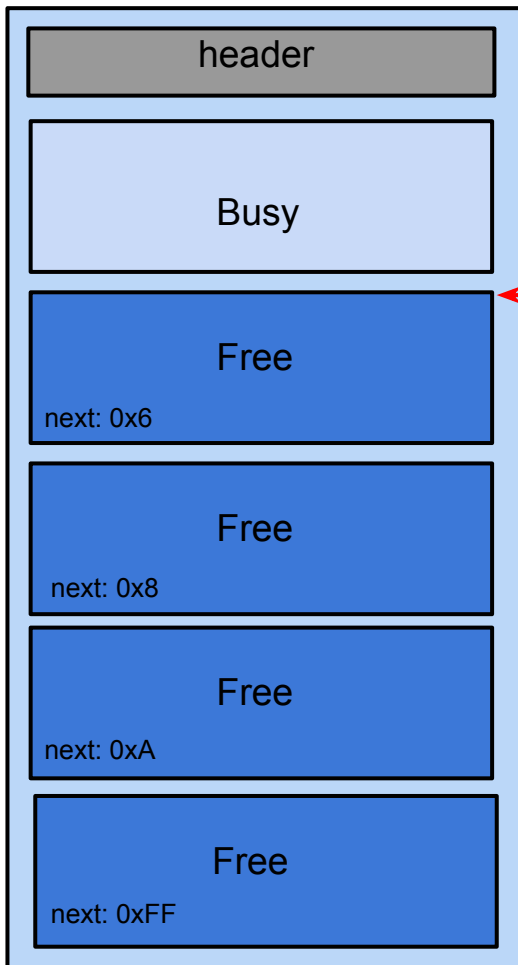 header
Busy
Free
next: 0x6
Free
next: 0x8
Free
next: 0xA
Free
next: 0xFF